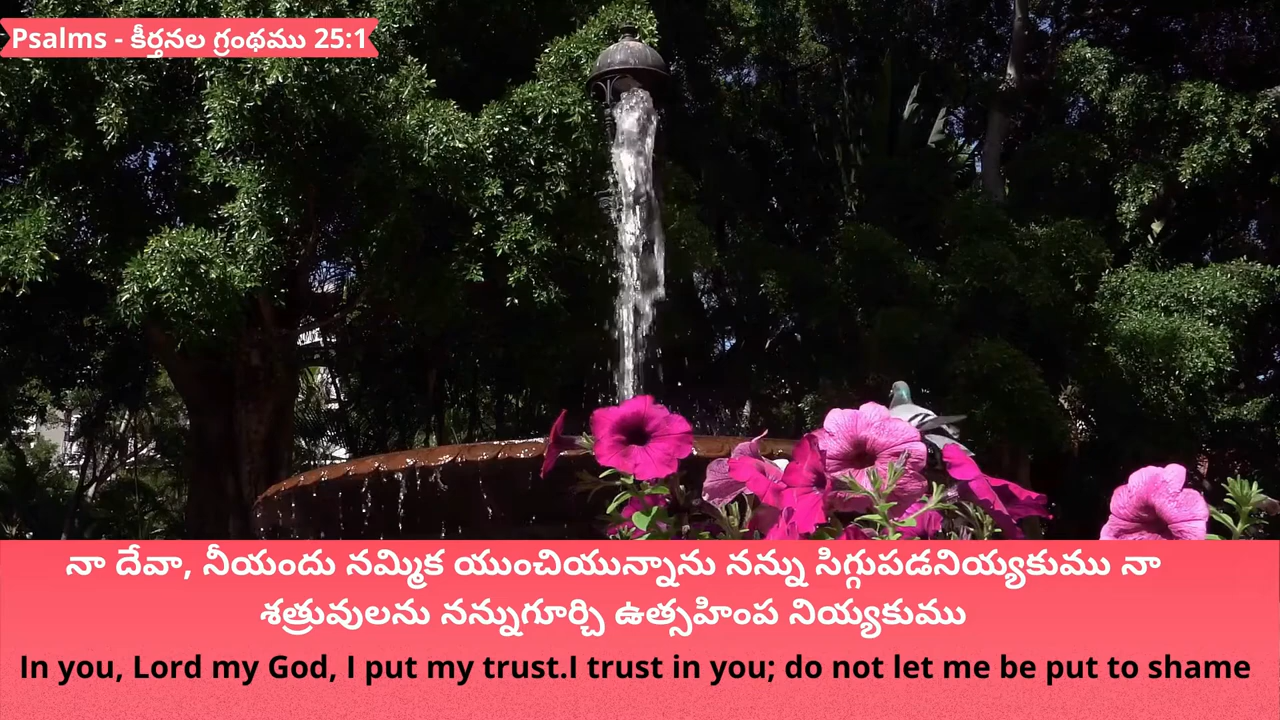 Psalms - కీర్తనల గ్రంథము 25:1
నా దేవా, నీయందు నమ్మిక యుంచియున్నాను నన్ను సిగ్గుపడనియ్యకుము నా
శత్రువులను నన్నుగూర్చి ఉత్సహింప నియ్యకుము
In you, Lord my God, I put my trust.I trust in you; do not let me be put to shame